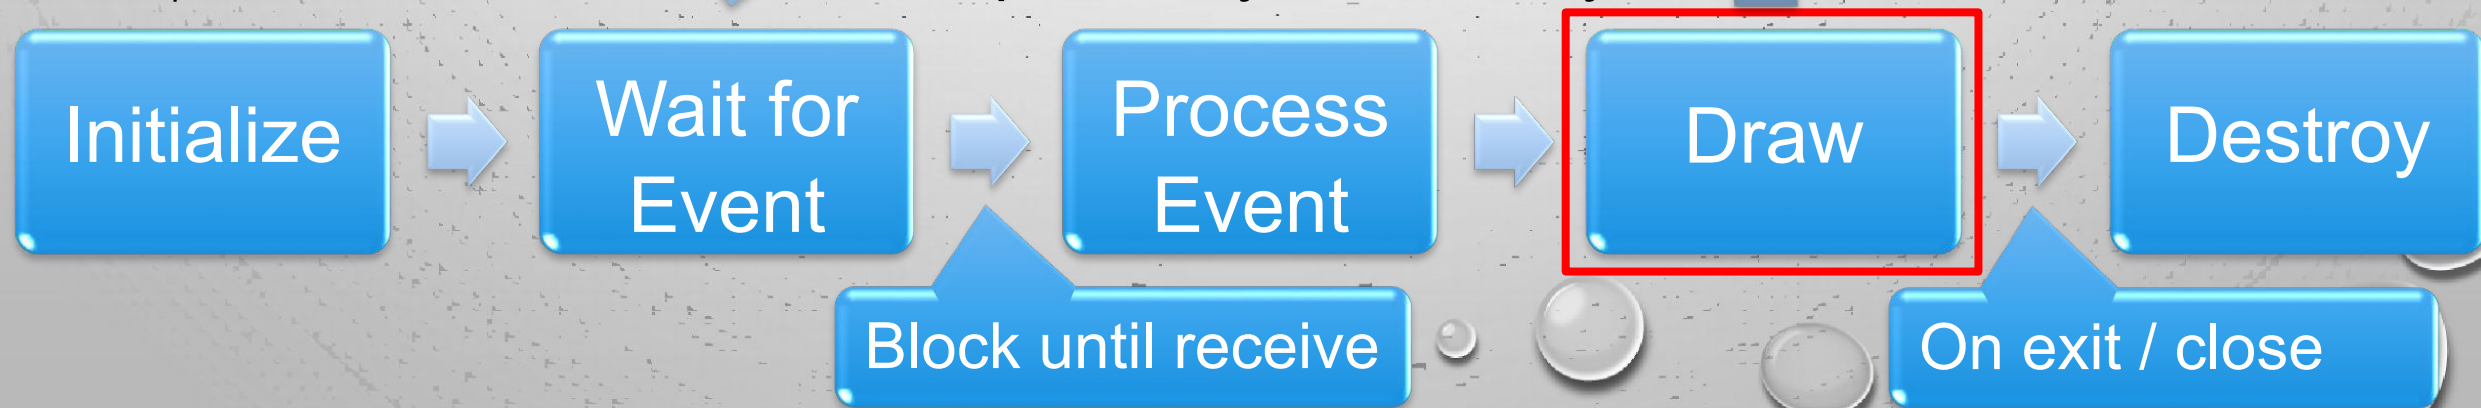 Initialize
Wait for
Event
Process
Event
Draw
Destroy
Block until receive
On exit / close